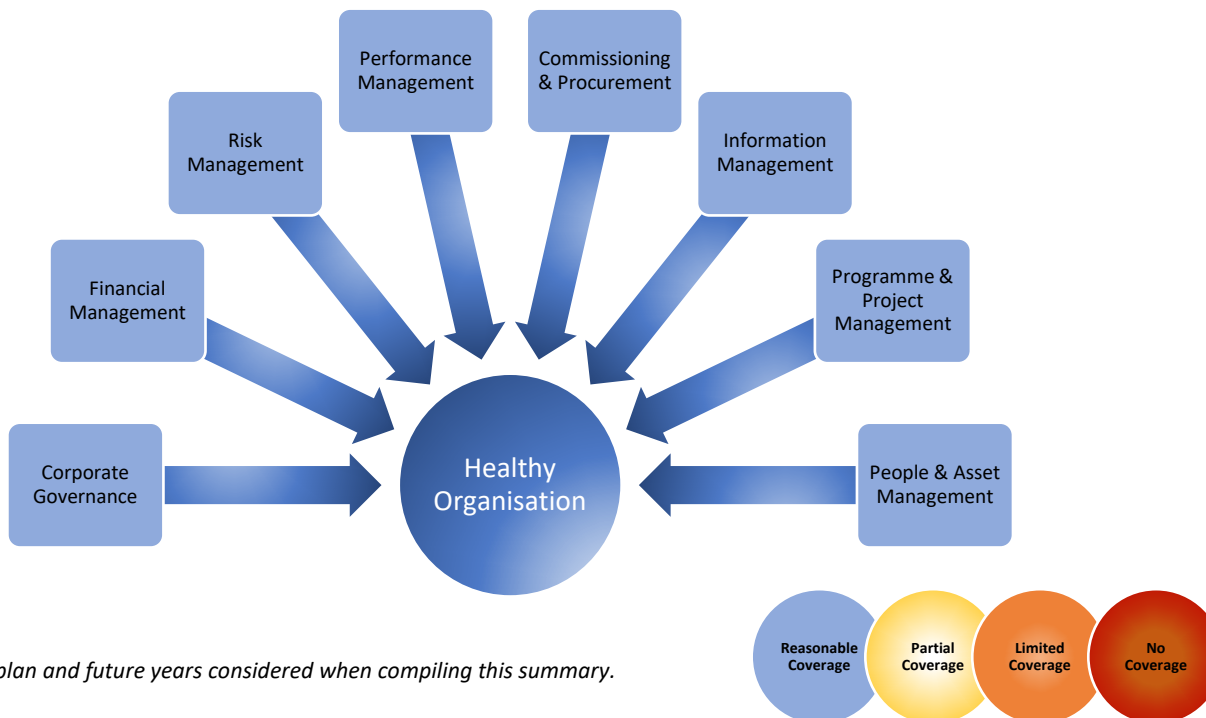 Performance
Management
Commissioning
& Procurement
Risk
Management
Information
Management
Financial
Management
Programme &
Project
Management
Corporate
Governance
Healthy
Organisation
People & Asset
Management
Reasonable
Coverage
Partial
Coverage
Limited
Coverage
No
Coverage
plan and future years considered when compiling this summary.